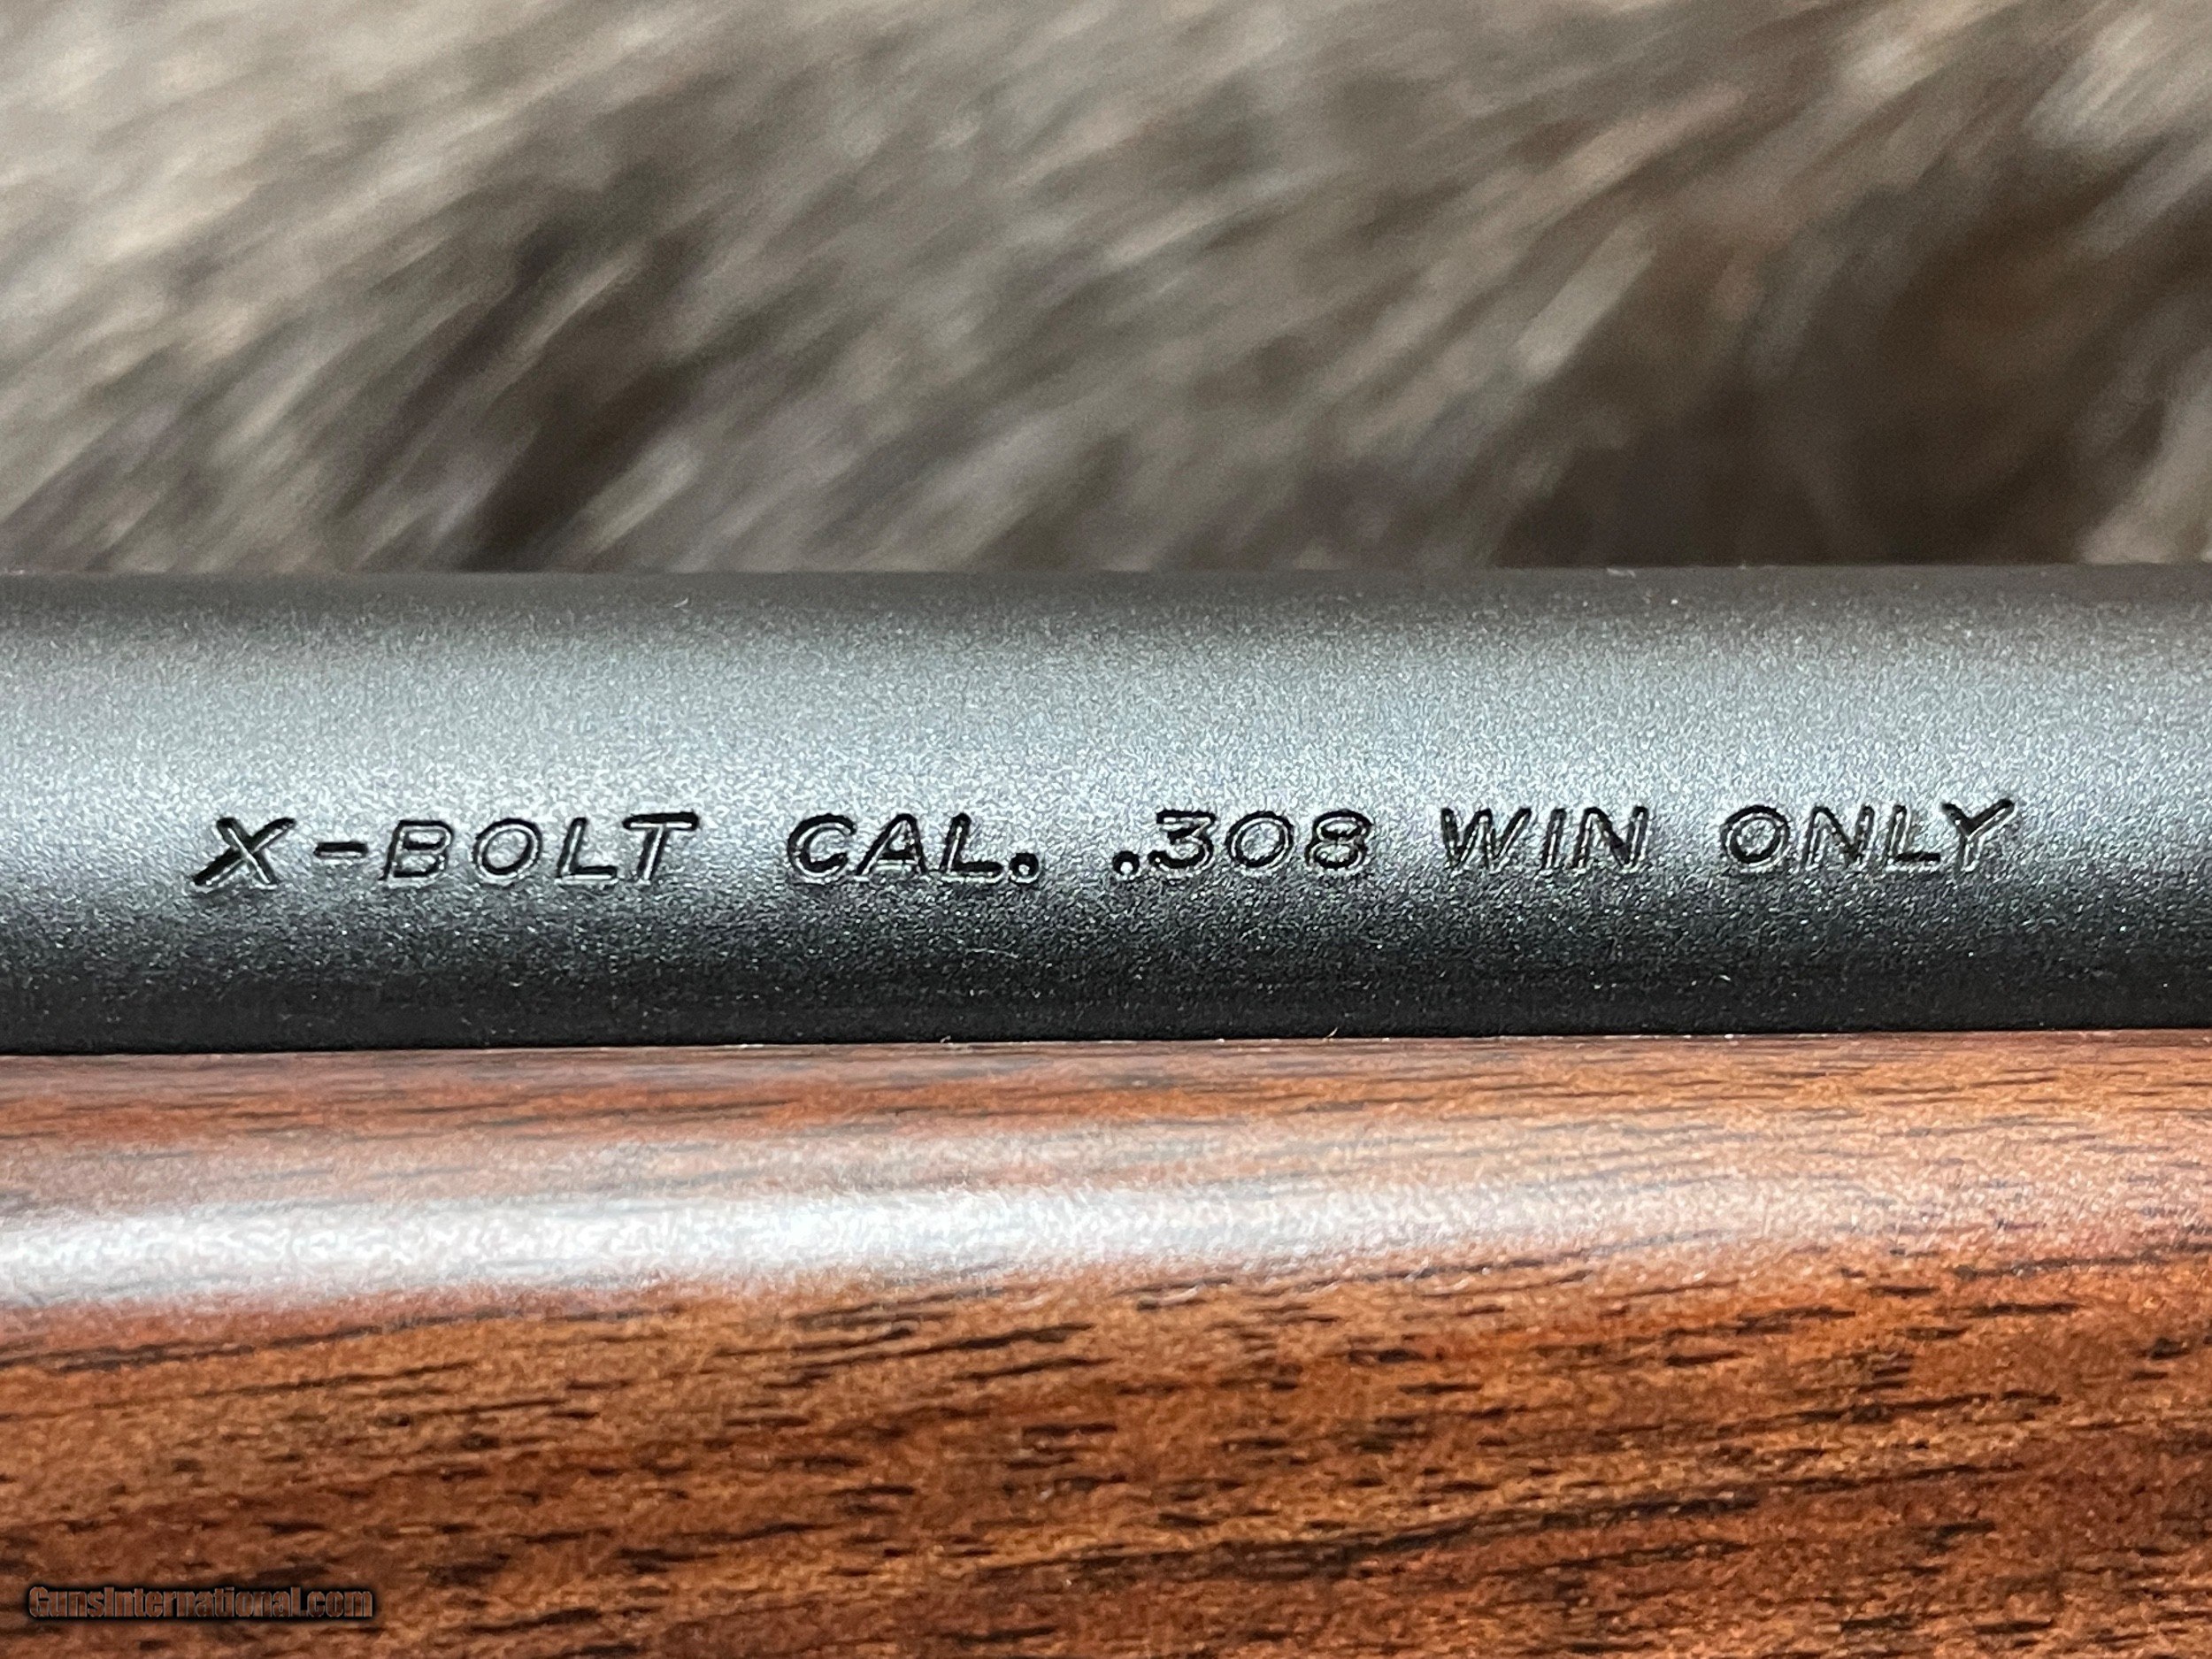 X-BOLT CAL. .308 WIN ONLY
GunsInternational.com